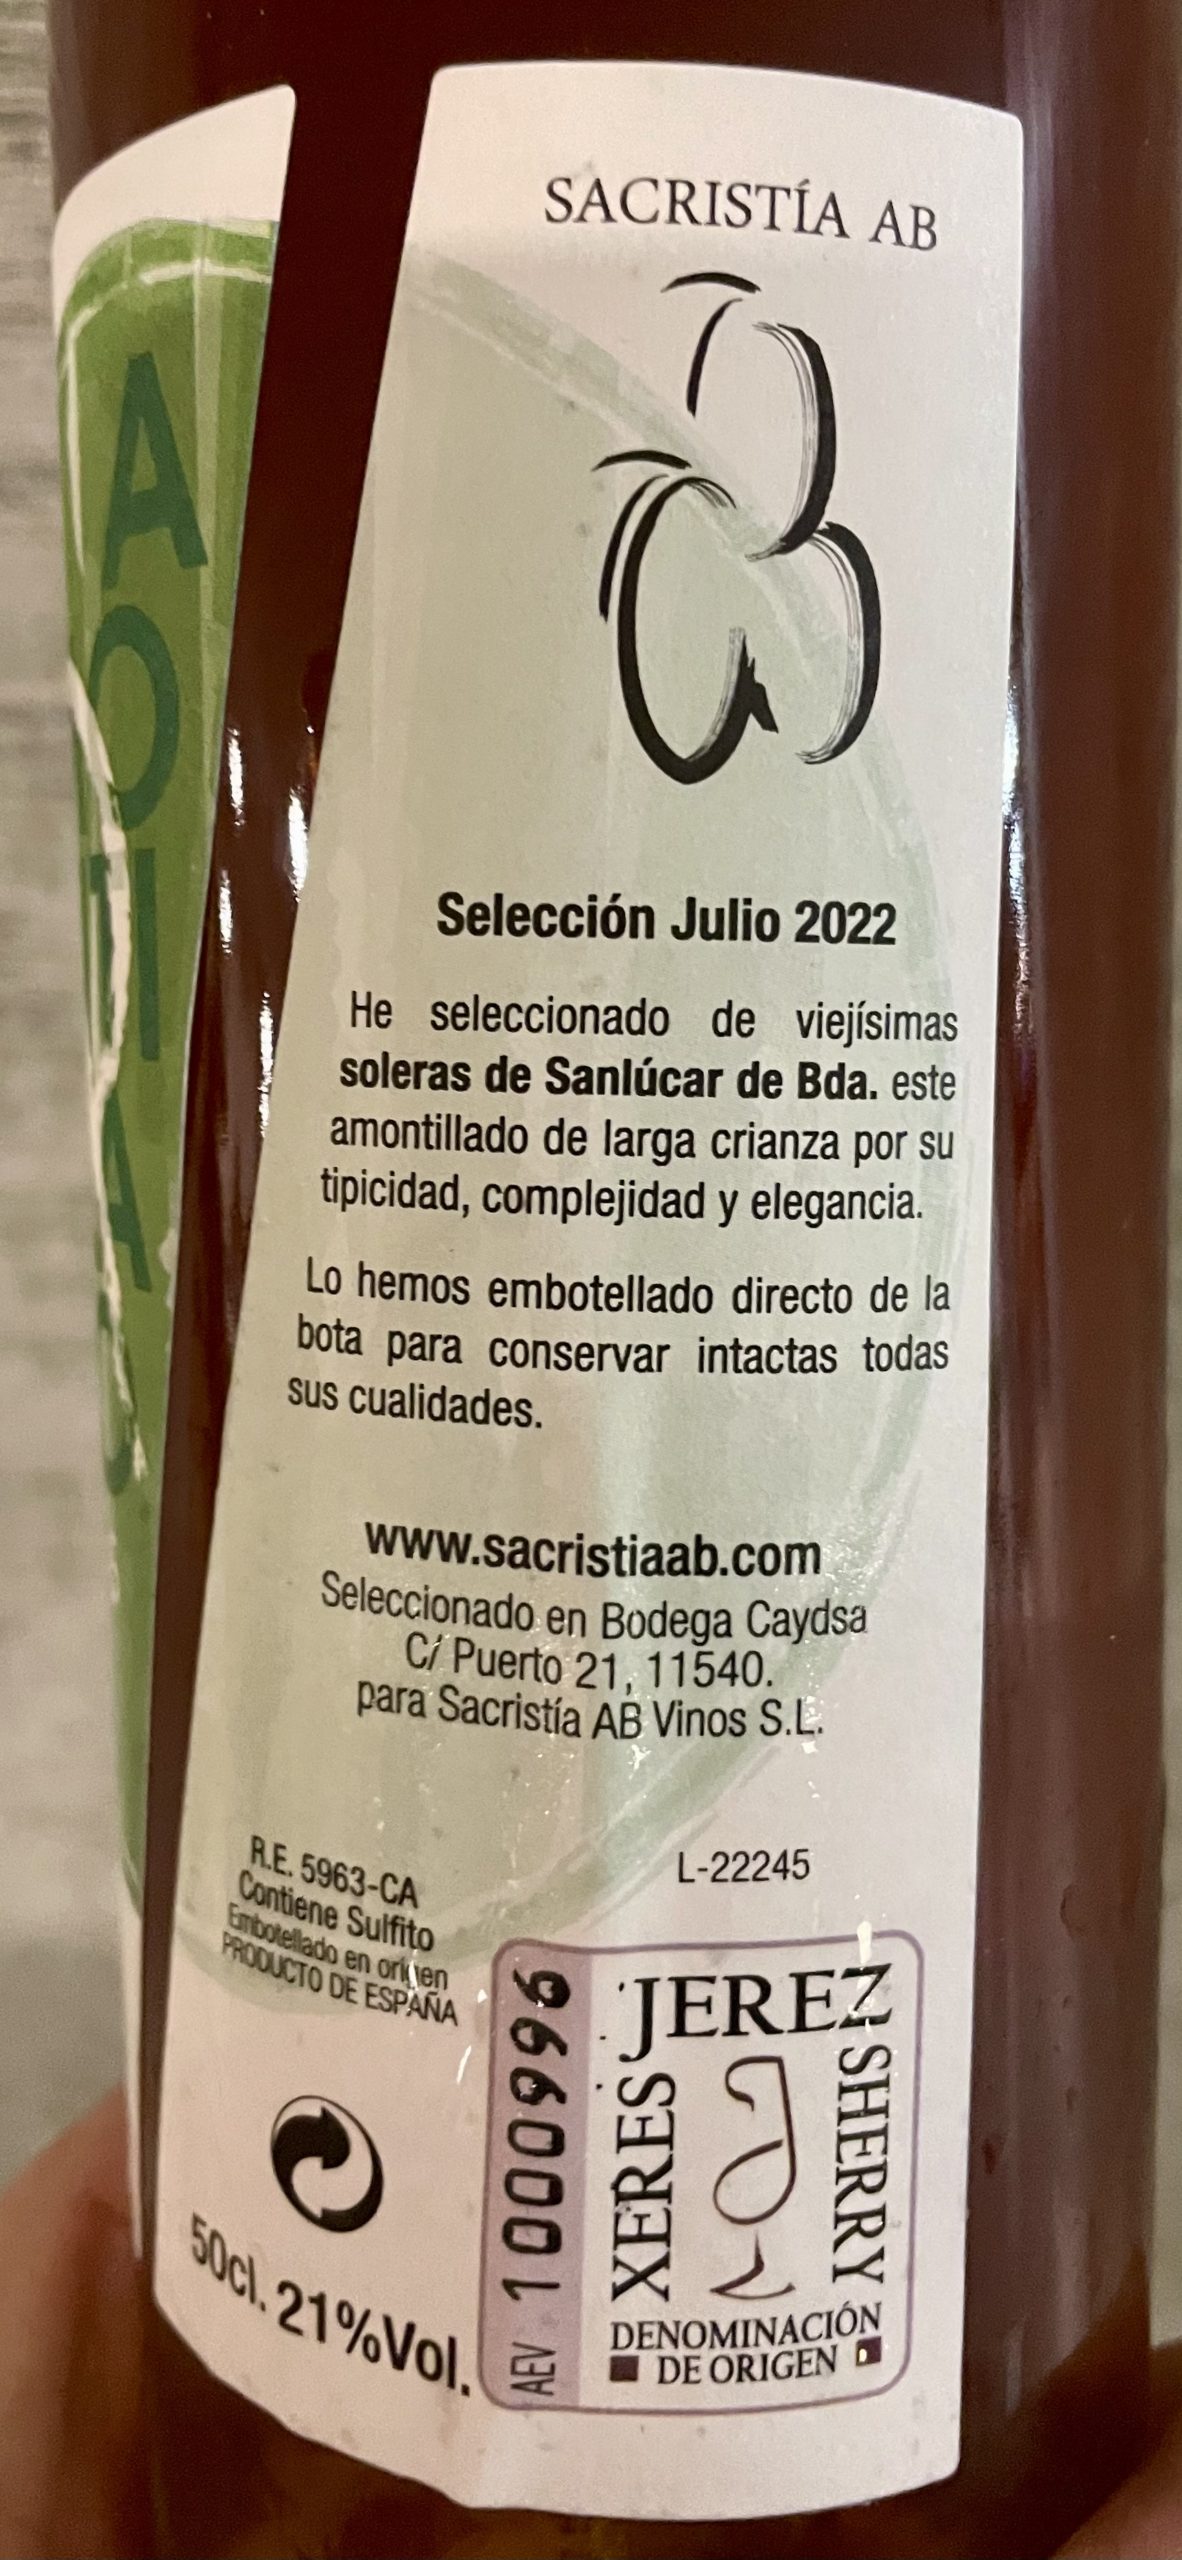 SACRISTÍA AB
Selección Julio 2022
He seleccionado de viejísimas
soleras de Sanlúcar de Bda. este
amontillado de larga crianza por su
tipicidad, complejidad y elegancia.
Lo hemos embotellado directo de la
bota para conservar intactas todas
sus cualidades.
www.sacristiaab.com
Seleccionado en Bodega Caydsa
C/ Puerto 21, 11540.
para Sacristía AB Vinos S.L.
R.E. 5963-CA
Contiene Sulfito
Embotellado en origen
PRODUCTO DE ESPAÑA
L-22245
50cl. 21%Vol.
AEV 1000996
JEREZ
XERES
SHERRY
DENOMINACIÓN
DE ORIGEN